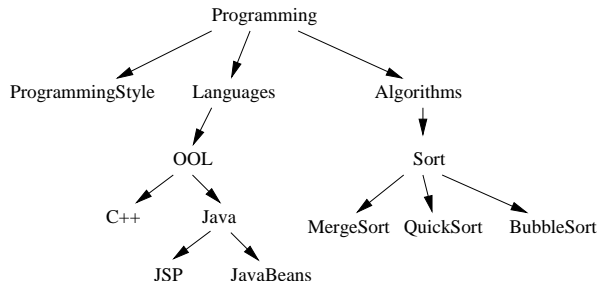 Programming
ProgrammingStyle Languages Algorithms
OOL Sort
C++ Java MergeSort QuickSort BubbleSort
JSP JavaBeans